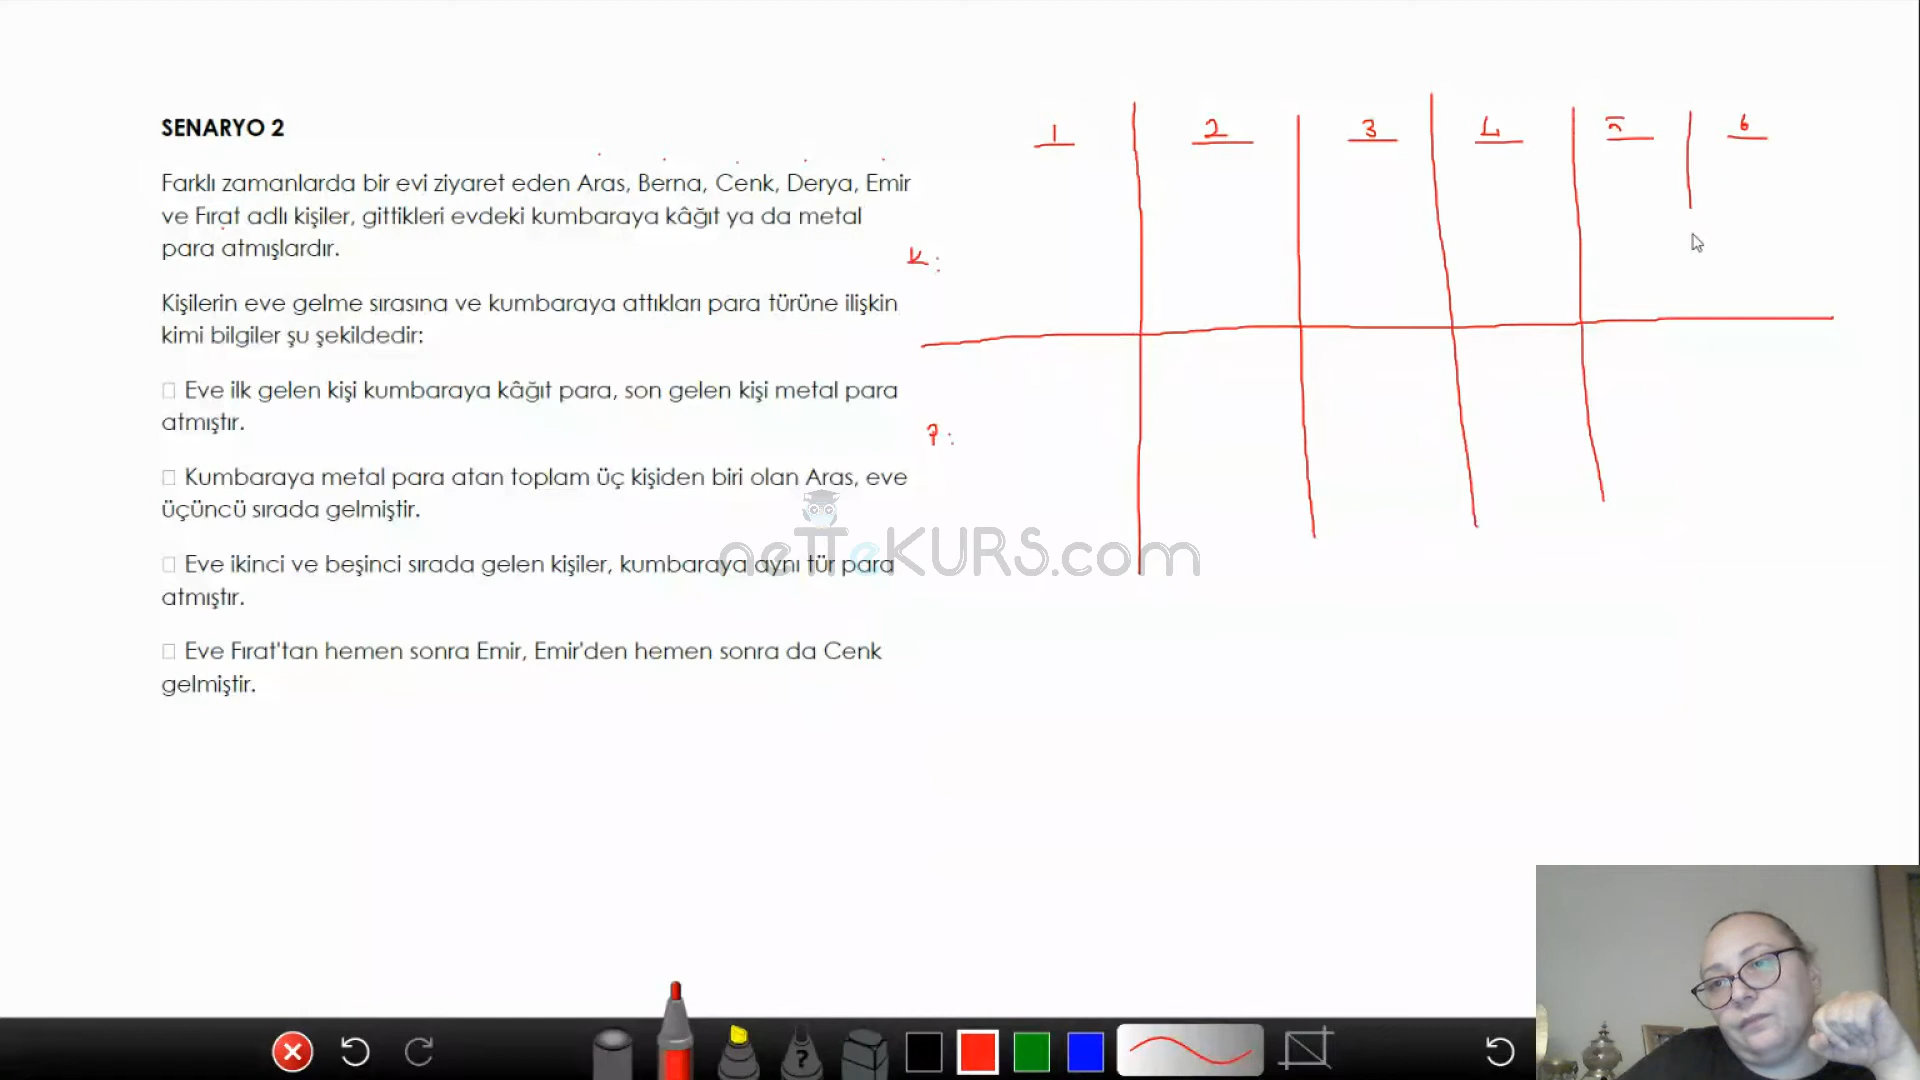 SENARYO 2
Farklı zamanlarda bir evi ziyaret eden Aras, Berna, Cenk, Derya, Emir
ve Fırat adlı kişiler, gittikleri evdeki kumbaraya kâğıt ya da metal
para atmışlardır.
Kişilerin eve gelme sırasına ve kumbaraya attıkları para türüne ilişkin
kimi bilgiler şu şekildedir:
□ Eve ilk gelen kişi kumbaraya kâğıt para, son gelen kişi metal para
atmıştır.
□ Kumbaraya metal para atan toplam üç kişiden biri olan Aras, eve
üçüncü sırada gelmiştir.
□ Eve ikinci ve beşinci sırada gelen kişiler, kumbaraya aynı tür para
atmıştır.
□ Eve Fırat'tan hemen sonra Emir, Emir'den hemen sonra da Cenk
gelmiştir.
1 2 3 4 5 6
K:
P:
netteKURS.com
?